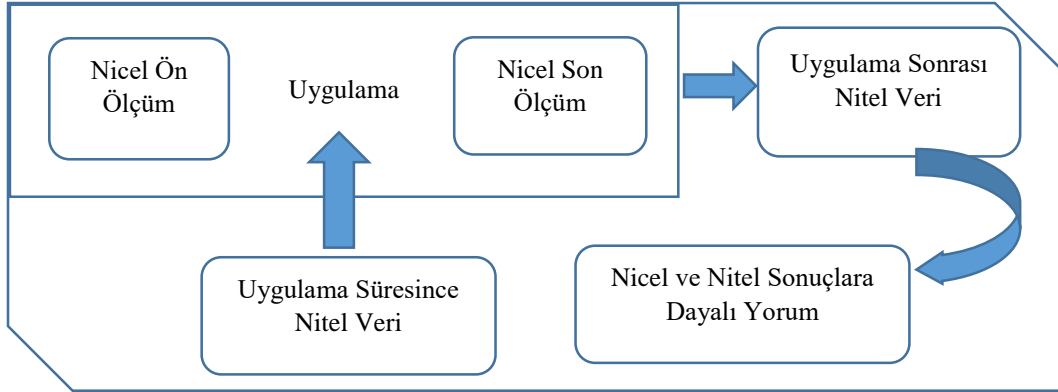 Nicel Ön
Ölçüm
Uygulama
Nicel Son
Ölçüm
Uygulama Sonrası
Nitel Veri
Uygulama Süresince
Nitel Veri
Nicel ve Nitel Sonuçlara
Dayalı Yorum